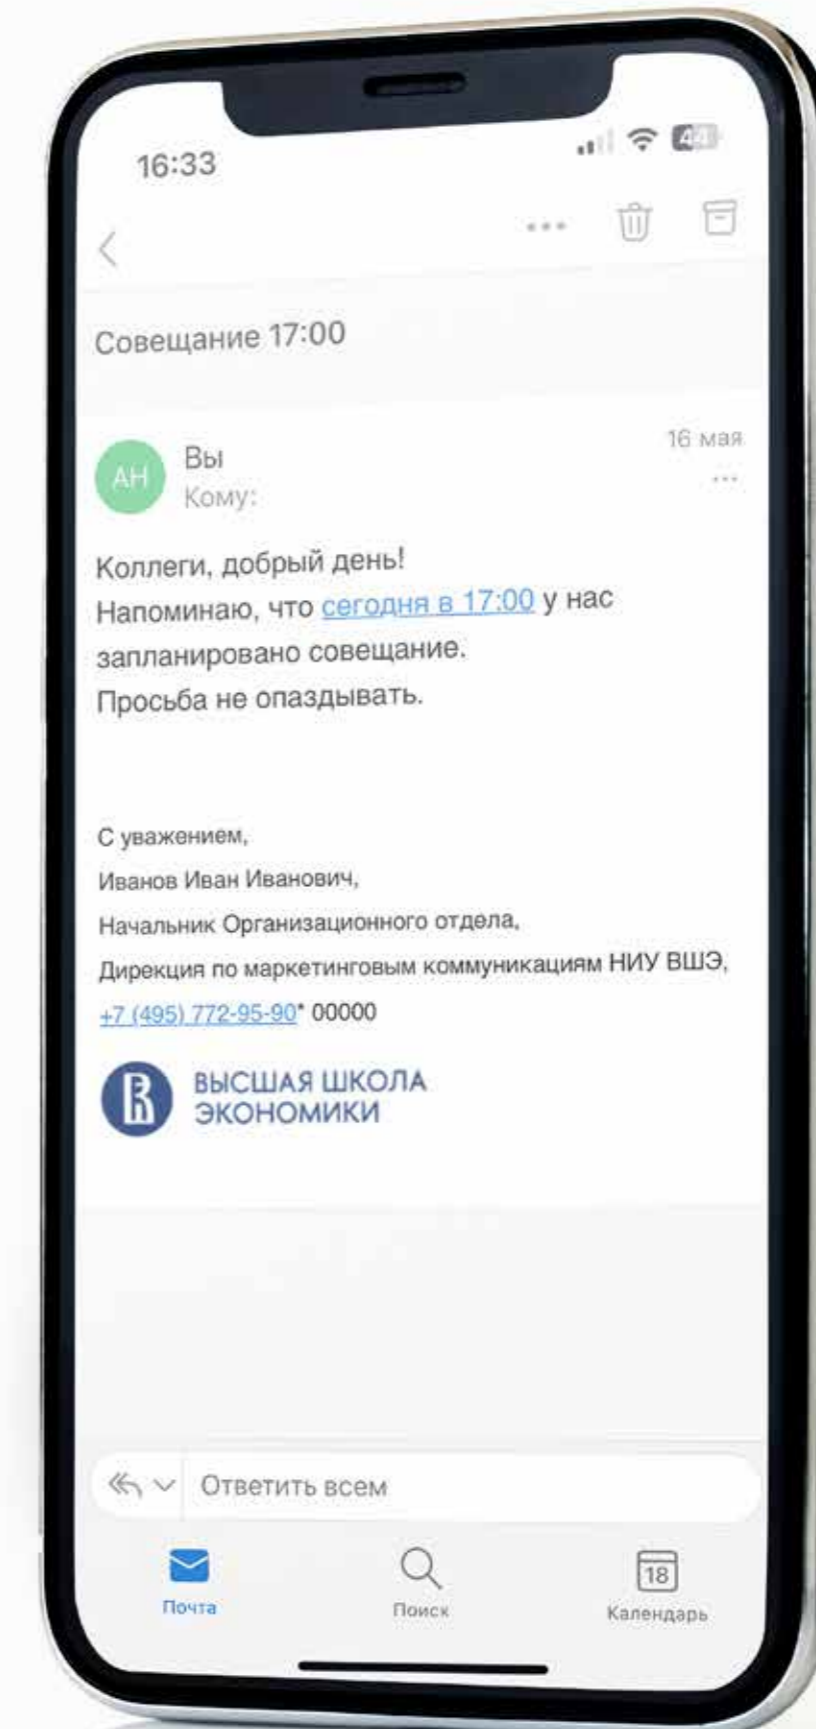 16:33
44
Совещание 17:00
АН
Вы
16 мая
Кому:
Коллеги, добрый день!
Напоминаю, что сегодня в 17:00 у нас
запланировано совещание.
Просьба не опаздывать.
С уважением,
Иванов Иван Иванович,
Начальник Организационного отдела,
Дирекция по маркетинговым коммуникациям НИУ ВШЭ,
+7 (495) 772-95-90* 00000
ВЫСШАЯ ШКОЛА
ЭКОНОМИКИ
Ответить всем
18
Почта
Поиск
Календарь